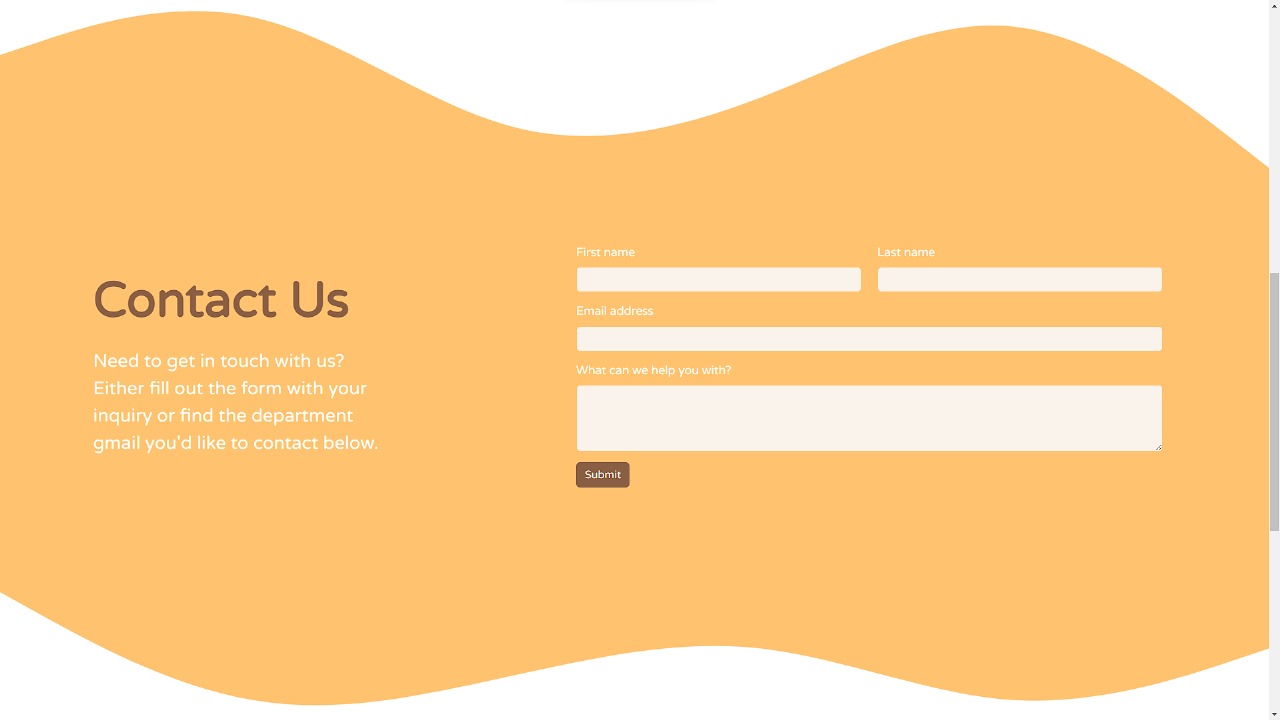 Contact Us
Need to get in touch with us?
Either fill out the form with your
inquiry or find the department
gmail you'd like to contact below.
First name
Last name
Email address
What can we help you with?
Submit